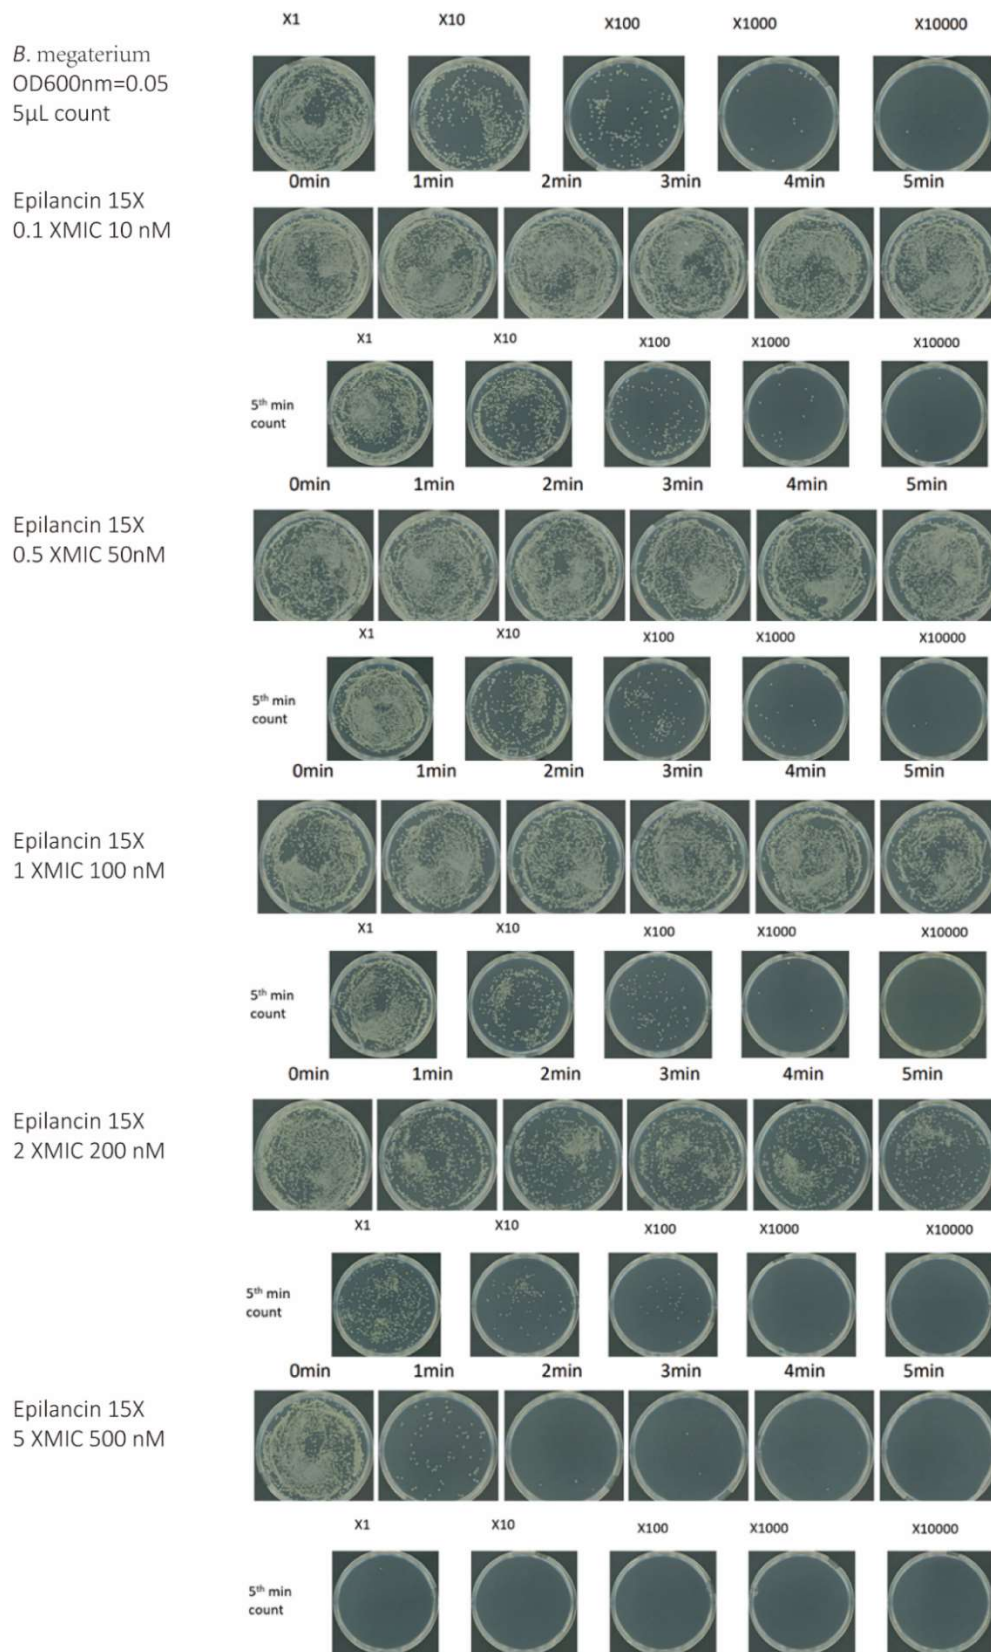 X1 X10 X100 X1000 X10000
B. megaterium
OD600nm=0.05
5µL count
0min 1min 2min 3min 4min 5min
Epilancin 15X
0.1 XMIC 10 nM
X1 X10 X100 X1000 X10000
5th min
count
0min 1min 2min 3min 4min 5min
Epilancin 15X
0.5 XMIC 50nM
X1 X10 X100 X1000 X10000
5th min
count
0min 1min 2min 3min 4min 5min
Epilancin 15X
1 XMIC 100 nM
X1 X10 X100 X1000 X10000
5th min
count
0min 1min 2min 3min 4min 5min
Epilancin 15X
2 XMIC 200 nM
X1 X10 X100 X1000 X10000
5th min
count
0min 1min 2min 3min 4min 5min
Epilancin 15X
5 XMIC 500 nM
X1 X10 X100 X1000 X10000
5th min
count